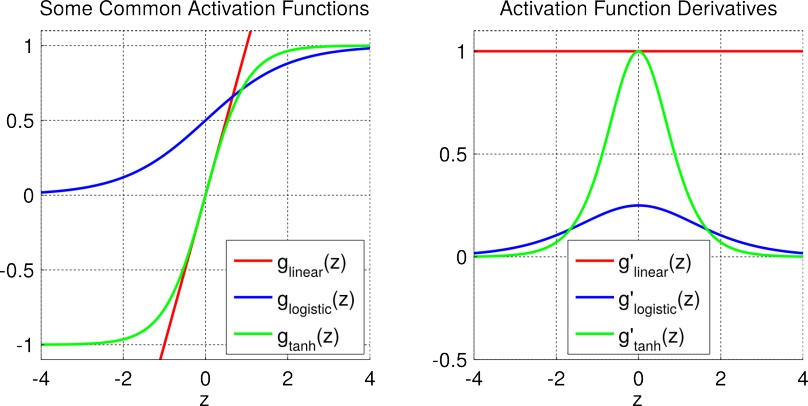 Some Common Activation Functions
1
0.5
0
-0.5
-1
-4
-2
0
2
4
z
g_linear(z)
g_logistic(z)
g_tanh(z)
Activation Function Derivatives
1
0.5
0
-0.5
-4
-2
0
2
4
z
g'_linear(z)
g'_logistic(z)
g'_tanh(z)